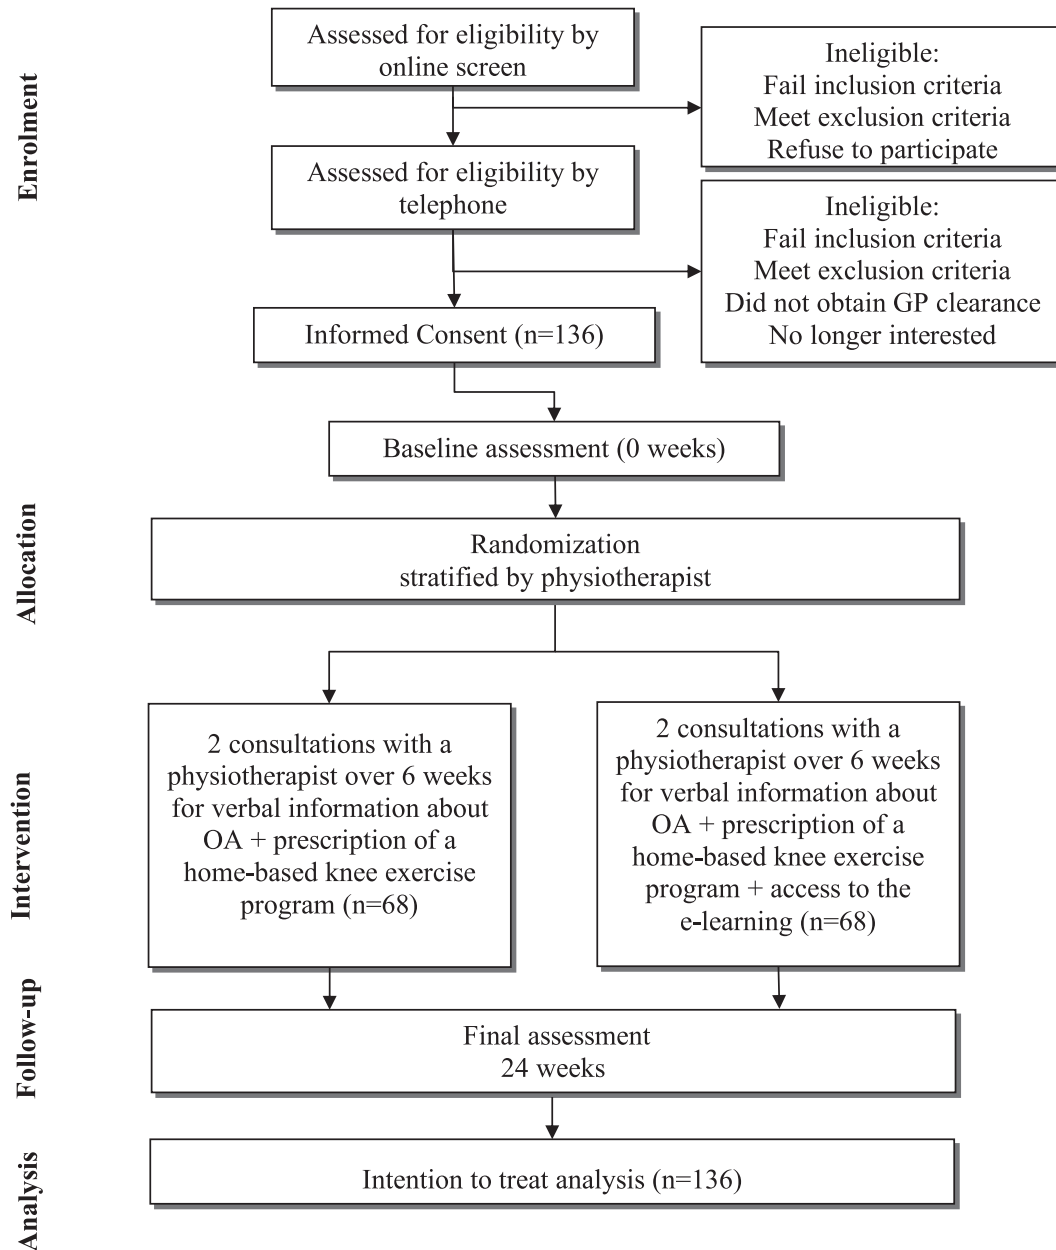 Enrolment
Assessed for eligibility by
online screen
Ineligible:
Fail inclusion criteria
Meet exclusion criteria
Refuse to participate
Assessed for eligibility by
telephone
Ineligible:
Fail inclusion criteria
Meet exclusion criteria
Did not obtain GP clearance
No longer interested
Informed Consent (n=136)
Baseline assessment (0 weeks)
Allocation
Randomization
stratified by physiotherapist
Intervention
2 consultations with a
physiotherapist over 6 weeks
for verbal information about
OA + prescription of a
home-based knee exercise
program (n=68)
2 consultations with a
physiotherapist over 6 weeks
for verbal information about
OA + prescription of a
home-based knee exercise
program + access to the
e-learning (n=68)
Follow-up
Final assessment
24 weeks
Analysis
Intention to treat analysis (n=136)